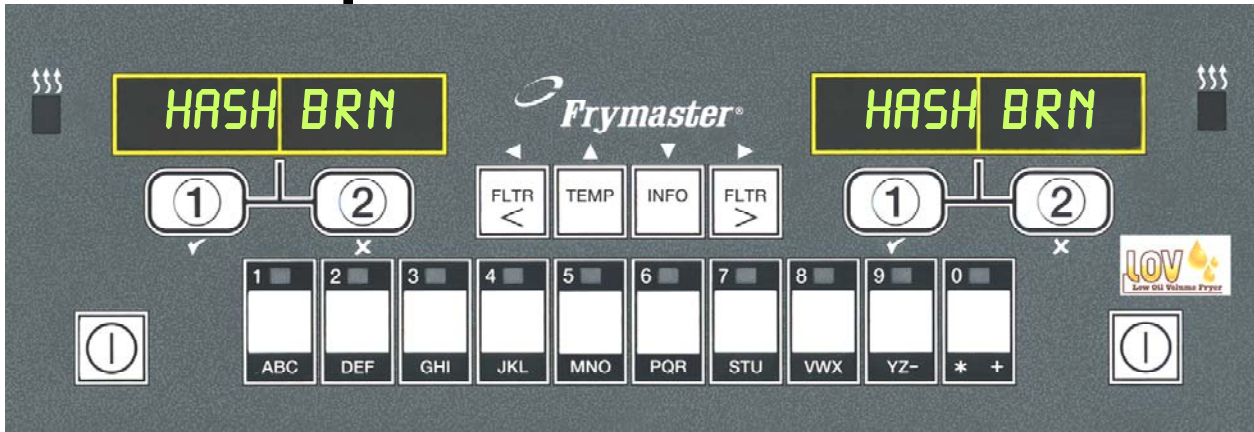 HASH BRN
Frymaster®
HASH BRN
1 2
FLTR <
TEMP
INFO
FLTR >
1 2
1 ABC
2 DEF
3 GHI
4 JKL
5 MNO
6 PQR
7 STU
8 VWX
9 YZ-
0 * +
LOV
Low Oil Volume Fryer